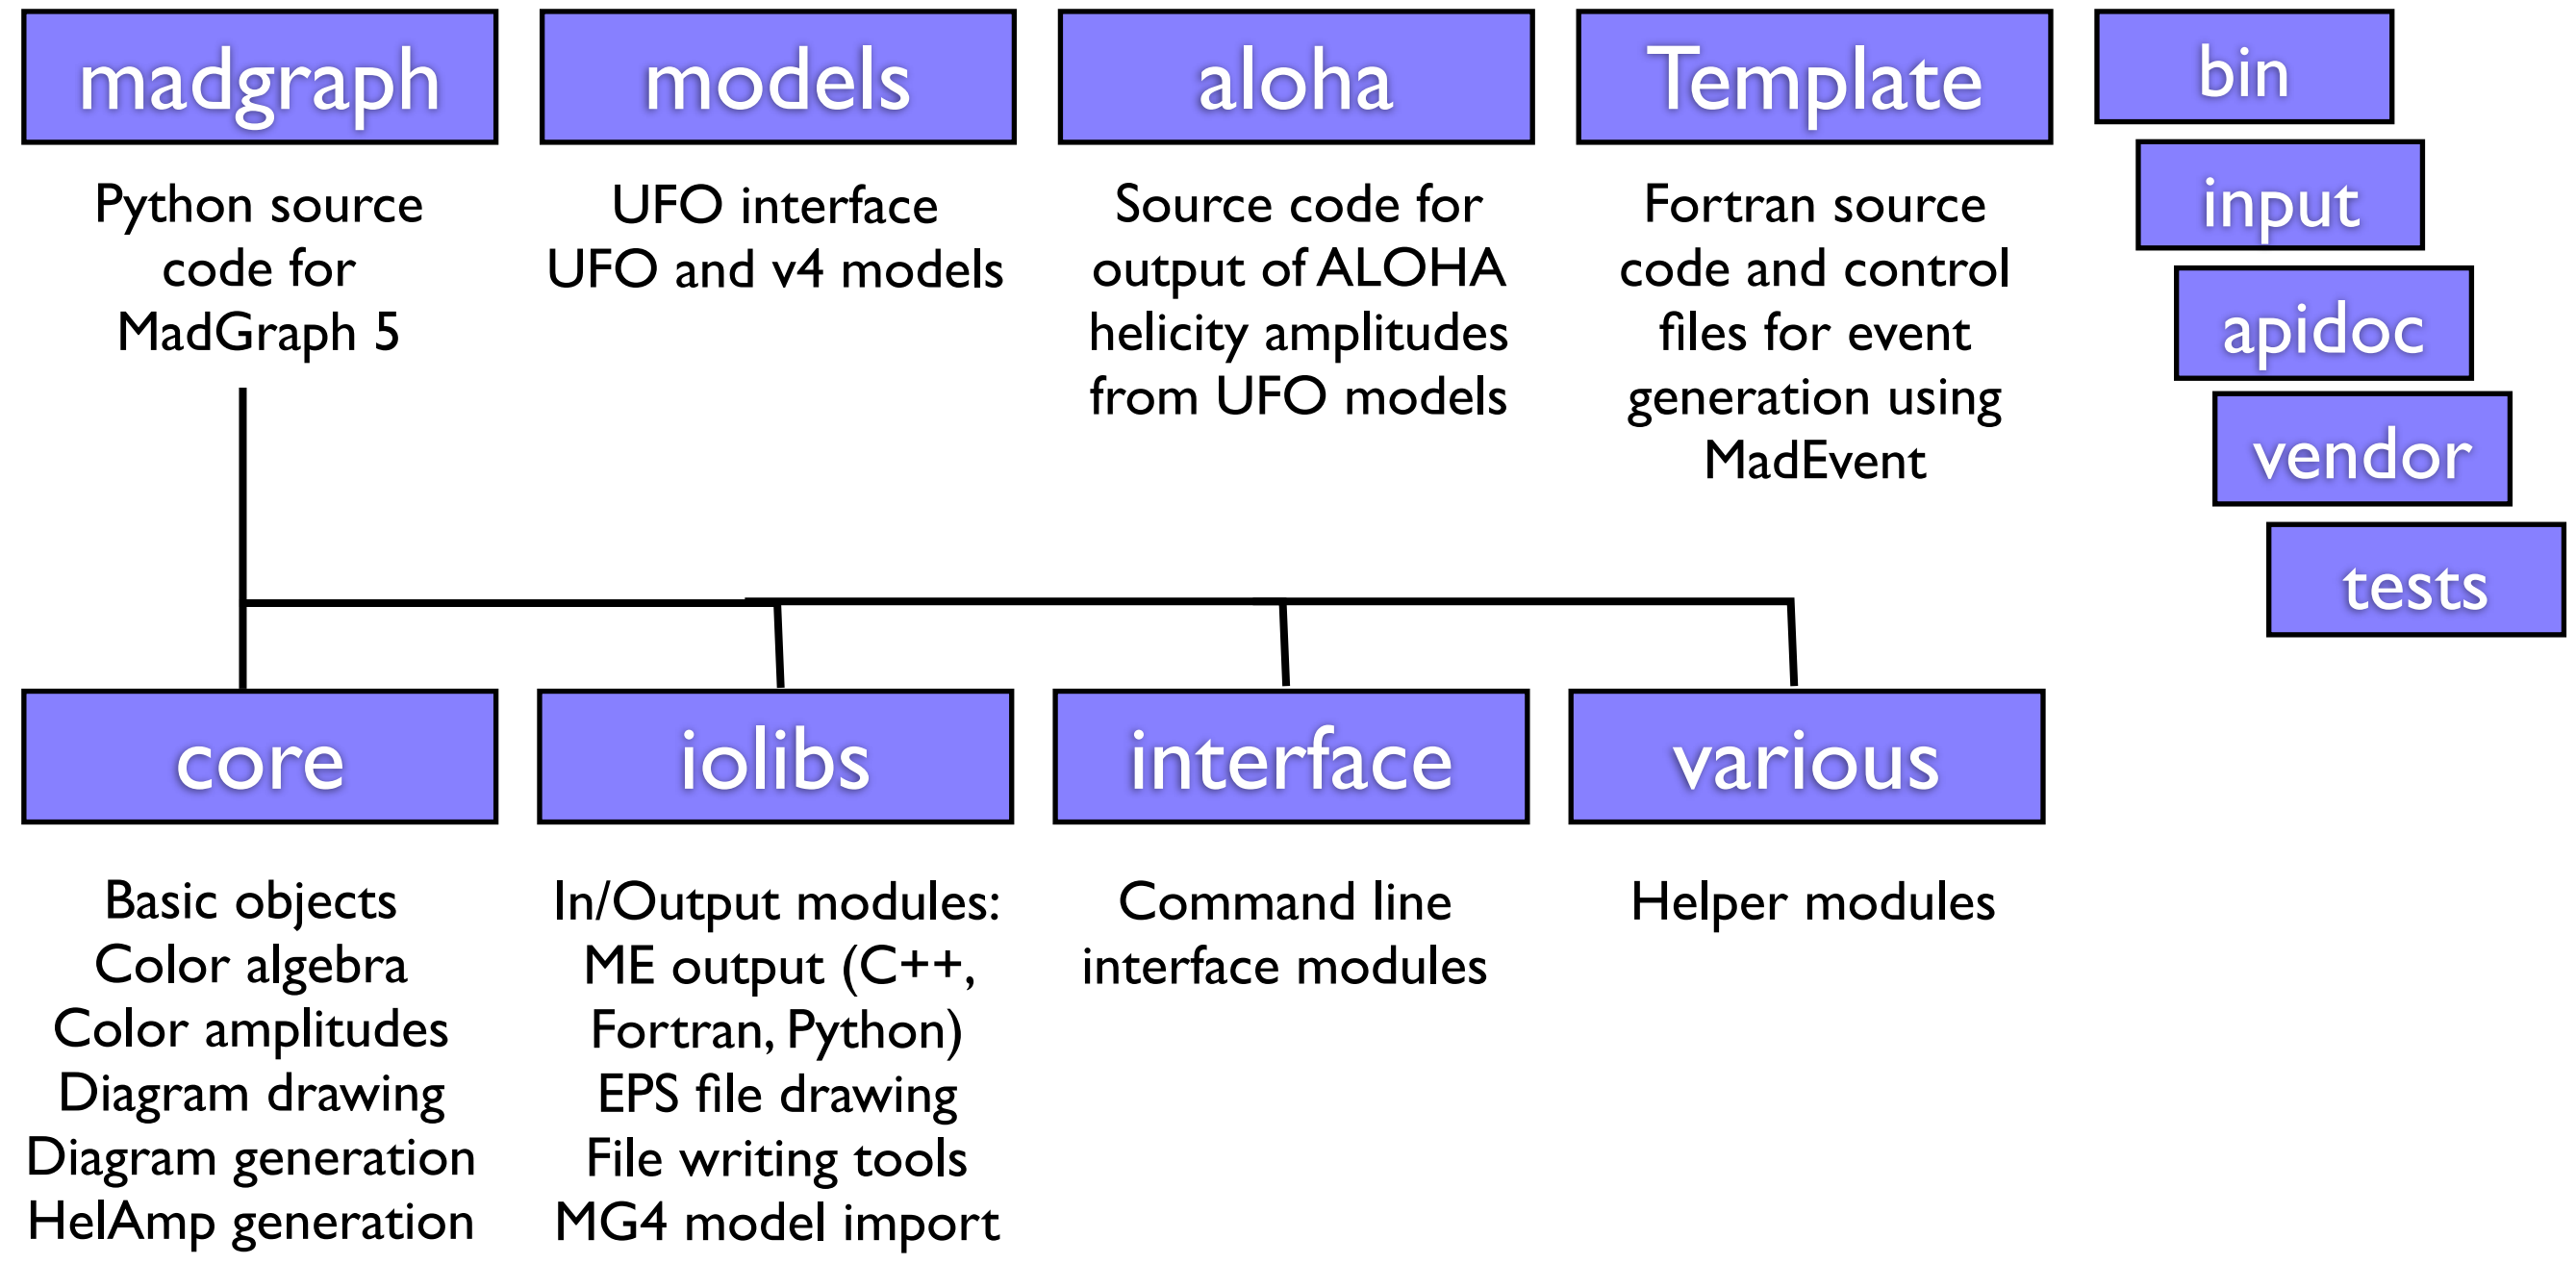 madgraph
Python source
code for
MadGraph 5
models
UFO interface
UFO and v4 models
aloha
Source code for
output of ALOHA
helicity amplitudes
from UFO models
Template
Fortran source
code and control
files for event
generation using
MadEvent
bin
input
apidoc
vendor
tests
core
Basic objects
Color algebra
Color amplitudes
Diagram drawing
Diagram generation
HelAmp generation
iolibs
In/Output modules:
ME output (C++,
Fortran, Python)
EPS file drawing
File writing tools
MG4 model import
interface
Command line
interface modules
various
Helper modules